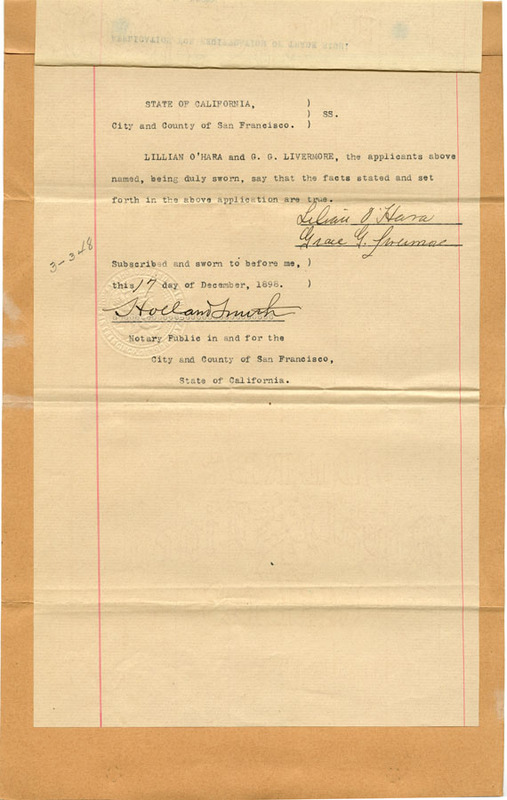 STATE OF CALIFORNIA, )
) SS.
City and County of San Francisco. )
LILLIAN O'HARA and G. G. LIVERMORE, the applicants above
named, being duly sworn, say that the facts stated and set
forth in the above application are true.
Lilian O'Hara
Grace G. Livermore
3-348
Subscribed and sworn to before me, )
this 17 day of December, 1898. )
Holland Smith
Notary Public in and for the
City and County of San Francisco,
State of California.